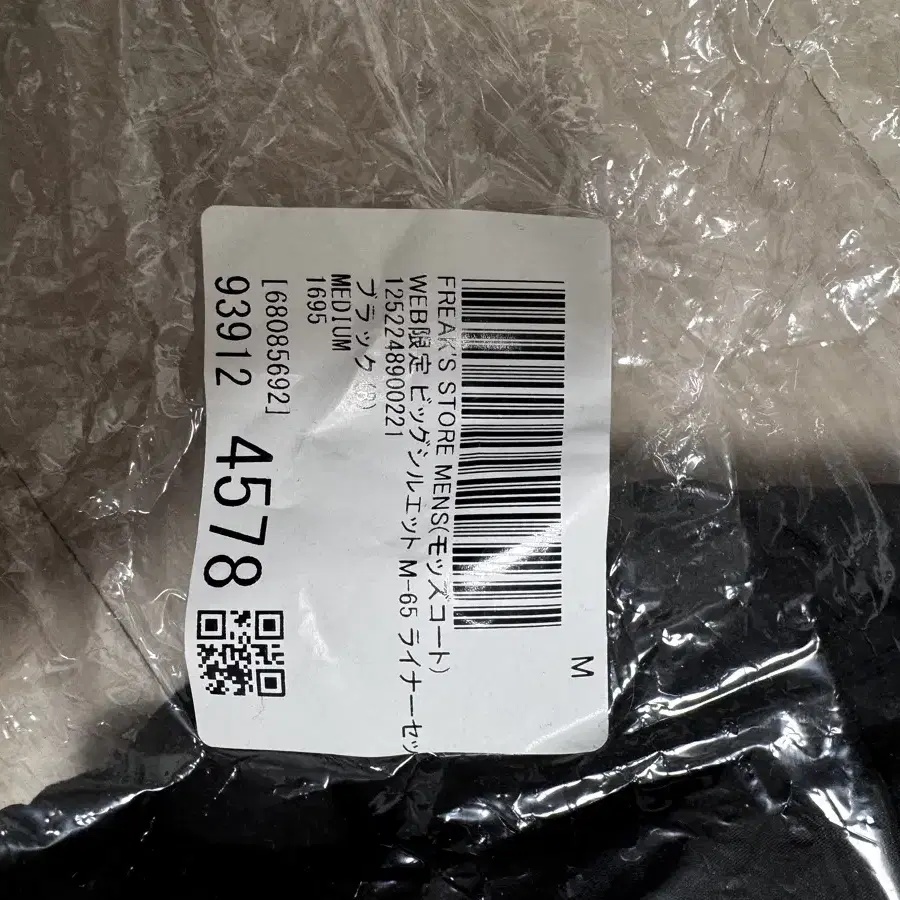 M
FREAK'S STORE MENS(モッズコート)
WEB限定 ビッグシルエット M-65 ライナーセッ
1252248900221
ブラック
MEDIUM
1695
[68085692]
93912 4578